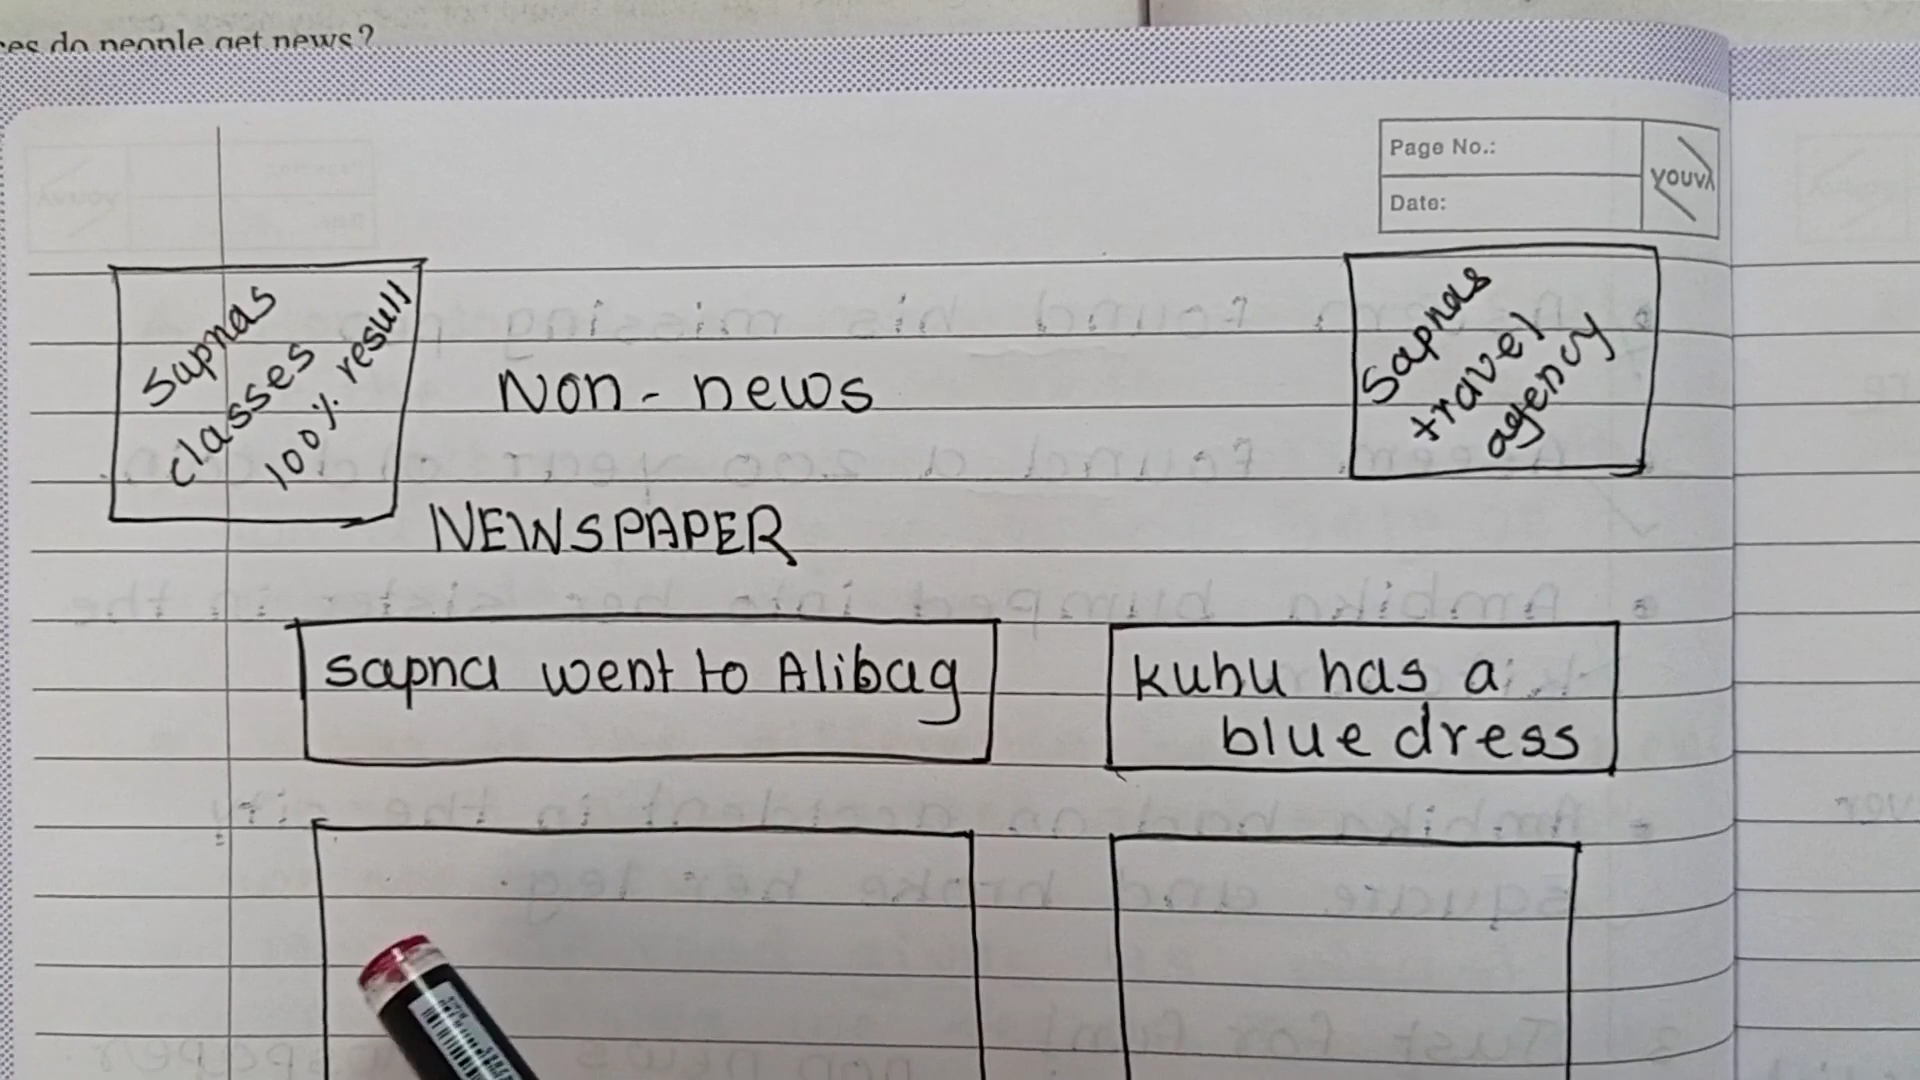 do people get news?
Page No.:
Date:
YOUVA
Sapnas
classes
100% result
Non - news
NEWSPAPER
Sapnas
travel
agency
sapna went to Alibag
kuhu has a
blue dress